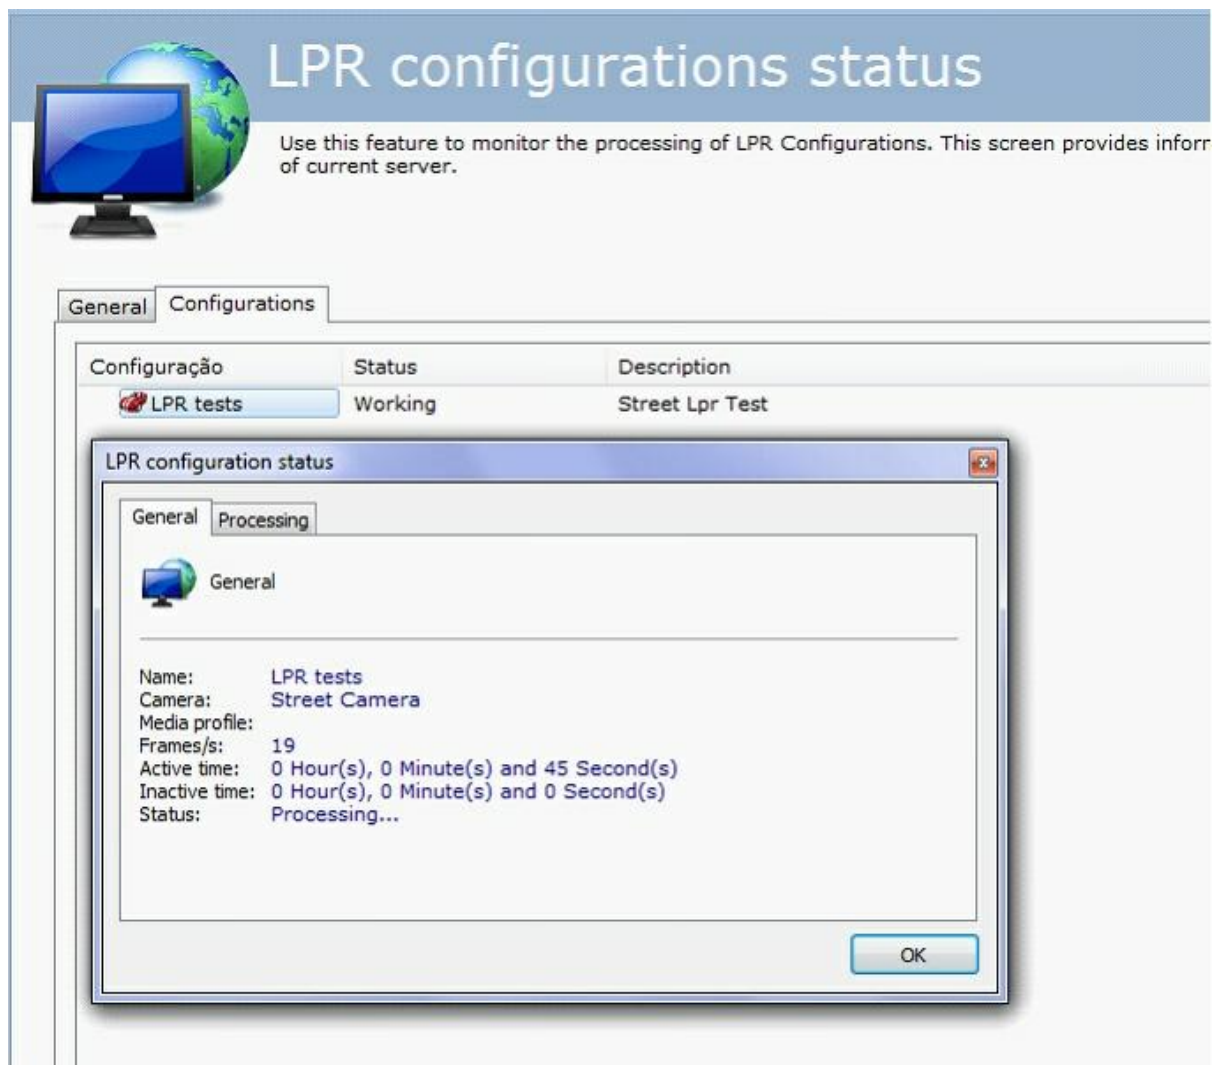 LPR configurations status
Use this feature to monitor the processing of LPR Configurations. This screen provides
of current server.
General Configurations
Configuração Status Description
LPR tests Working Street Lpr Test
LPR configuration status
General Processing
General
Name: LPR tests
Camera: Street Camera
Media profile:
Frames/s: 19
Active time: 0 Hour(s), 0 Minute(s) and 45 Second(s)
Inactive time: 0 Hour(s), 0 Minute(s) and 0 Second(s)
Status: Processing...
OK